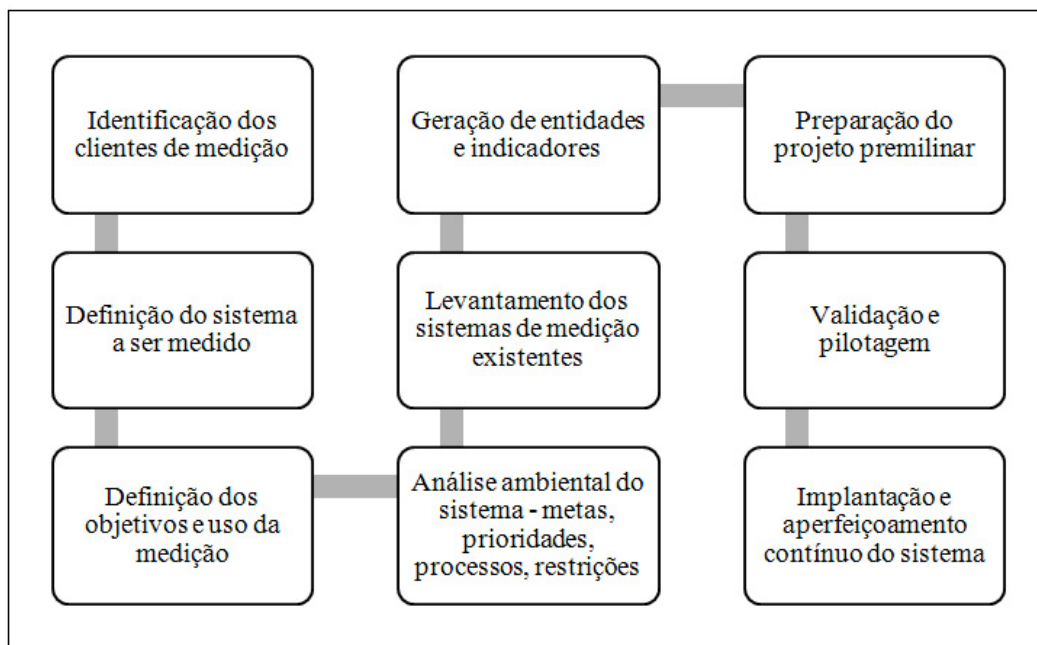 Identificação dos
clientes de medição
Definição do sistema
a ser medido
Definição dos
objetivos e uso da
medição
Análise ambiental do
sistema - metas,
prioridades,
processos, restrições
Levantamento dos
sistemas de medição
existentes
Geração de entidades
e indicadores
Preparação do
projeto premilinar
Validação e
pilotagem
Implantação e
aperfeiçoamento
contínuo do sistema